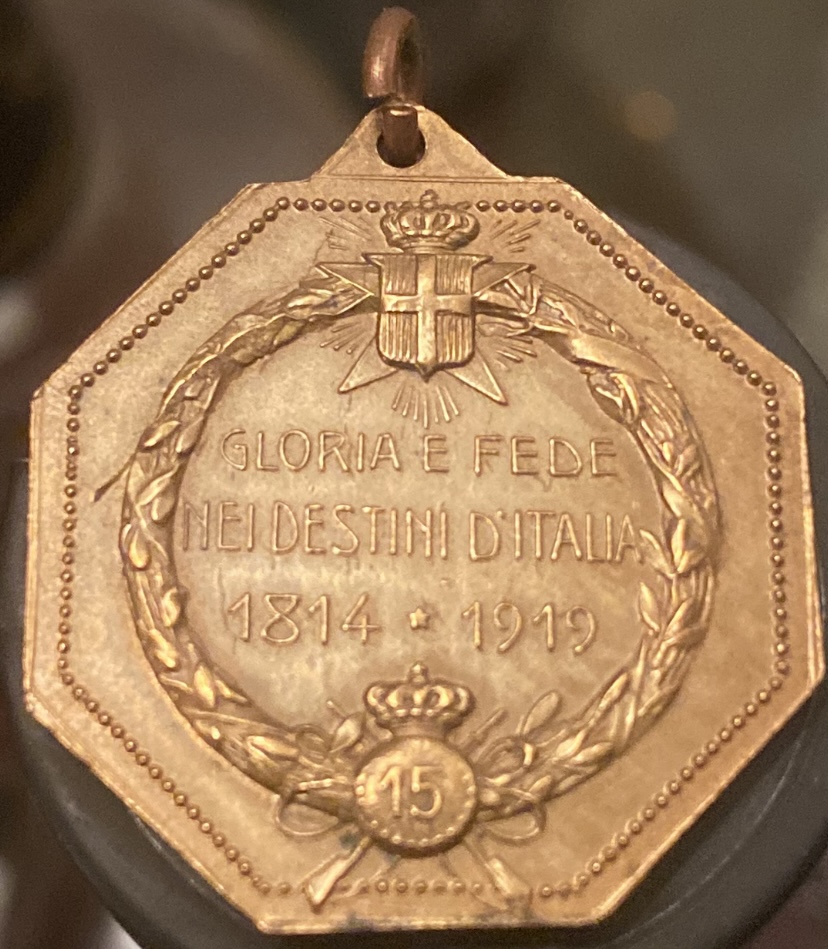 GLORIA E FEDE
NEI DESTINI D'ITALIA
1814 ★ 1919
15